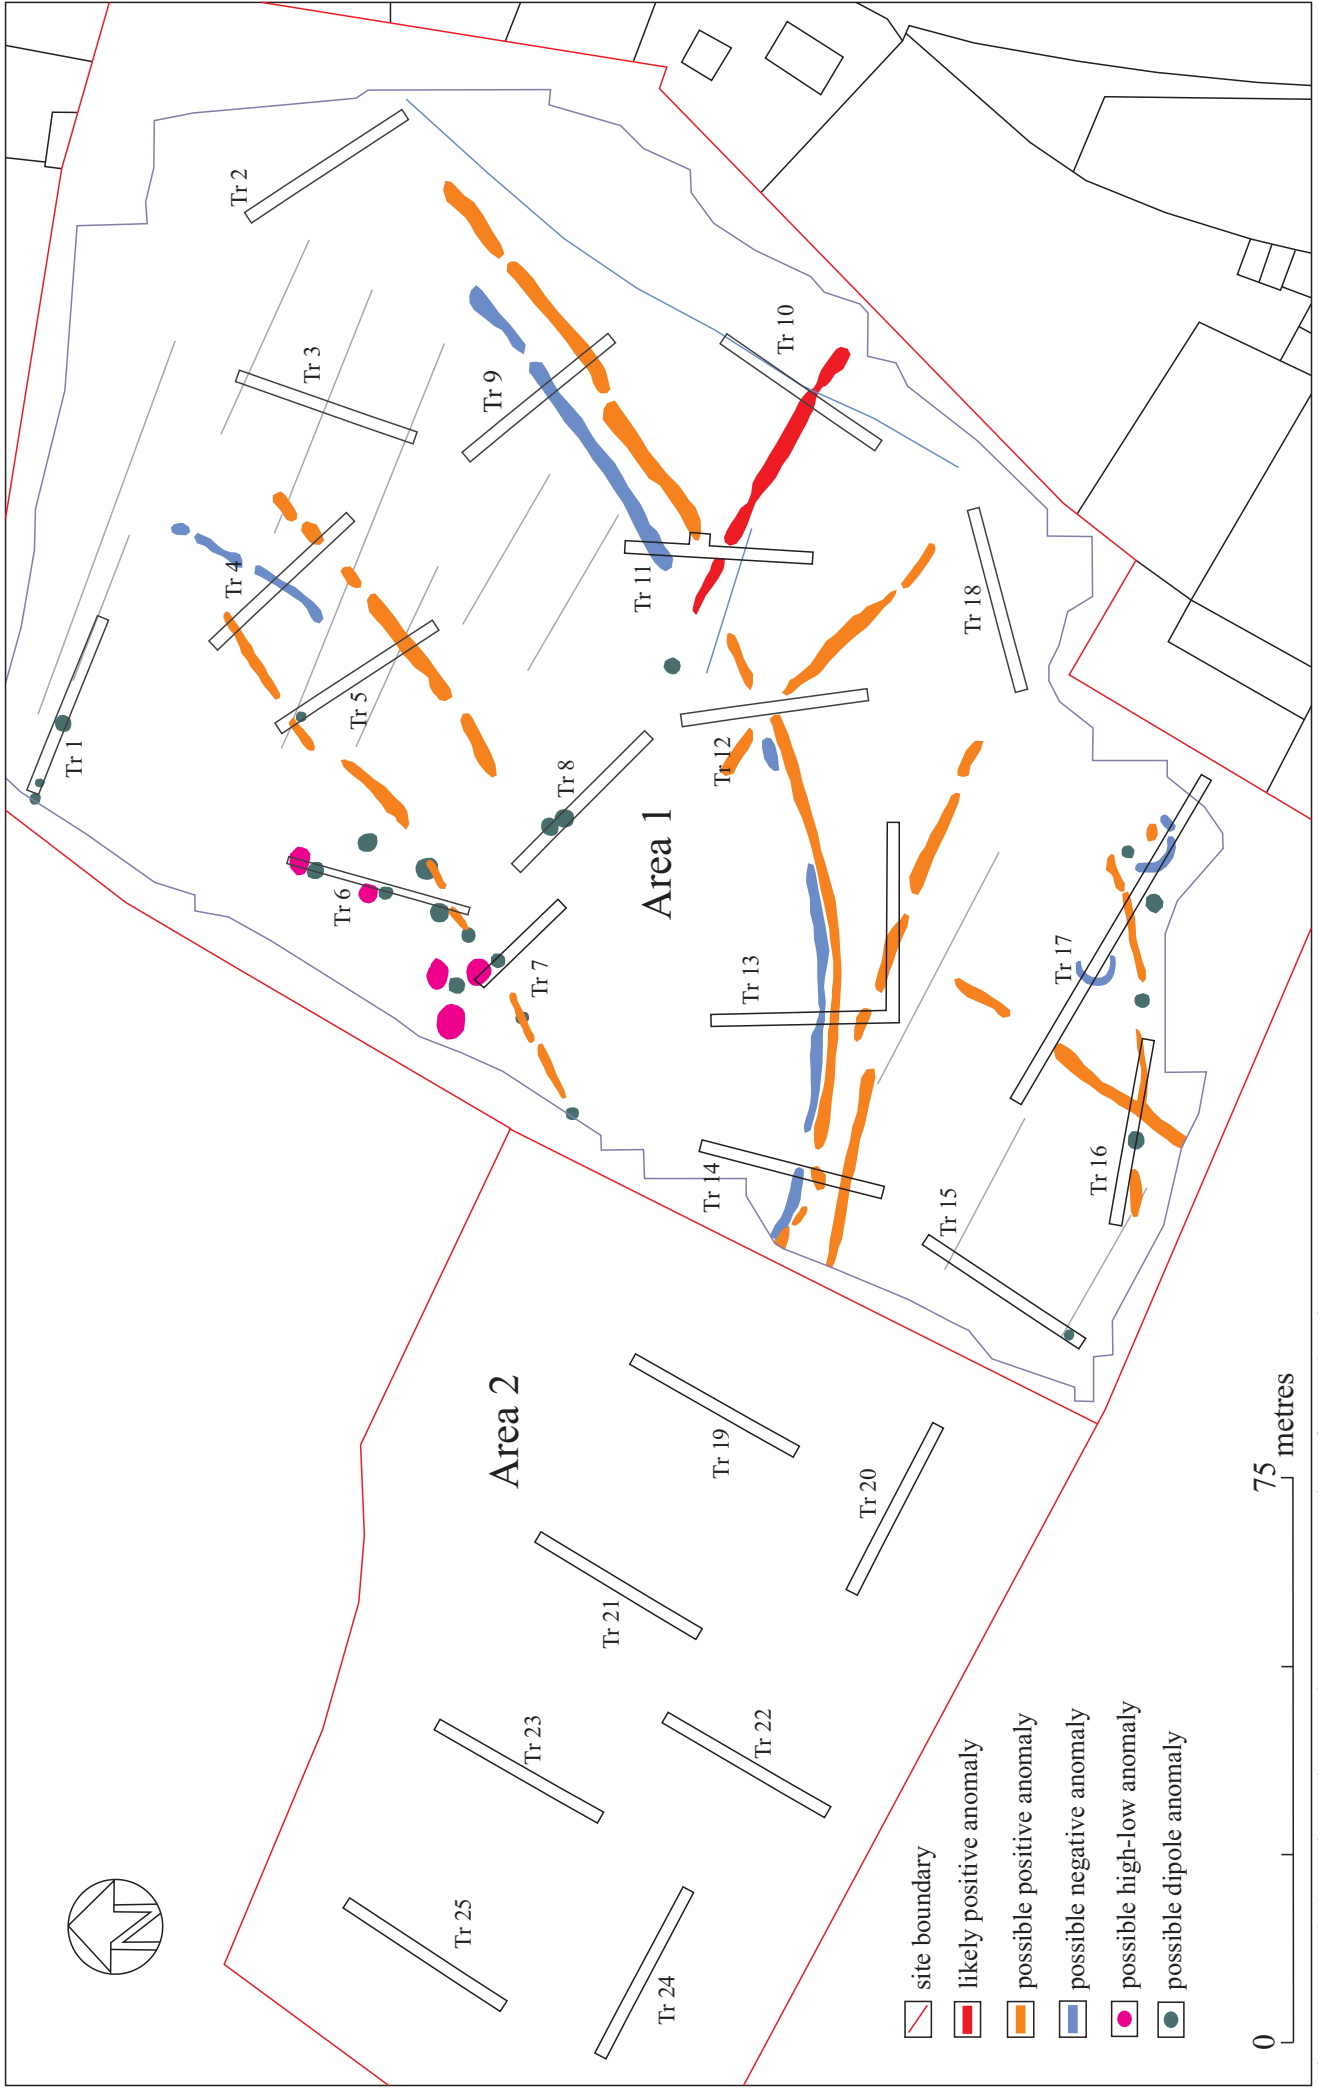 Tr 1
Tr 2
Tr 3
Tr 4
Tr 5
Tr 6
Tr 7
Tr 8
Tr 9
Tr 10
Tr 11
Tr 12
Tr 13
Tr 14
Tr 15
Tr 16
Tr 17
Tr 18
Area 1
Area 2
Tr 19
Tr 20
Tr 21
Tr 22
Tr 23
Tr 24
Tr 25
N
site boundary
likely positive anomaly
possible positive anomaly
possible negative anomaly
possible high-low anomaly
possible dipole anomaly
0
75
metres